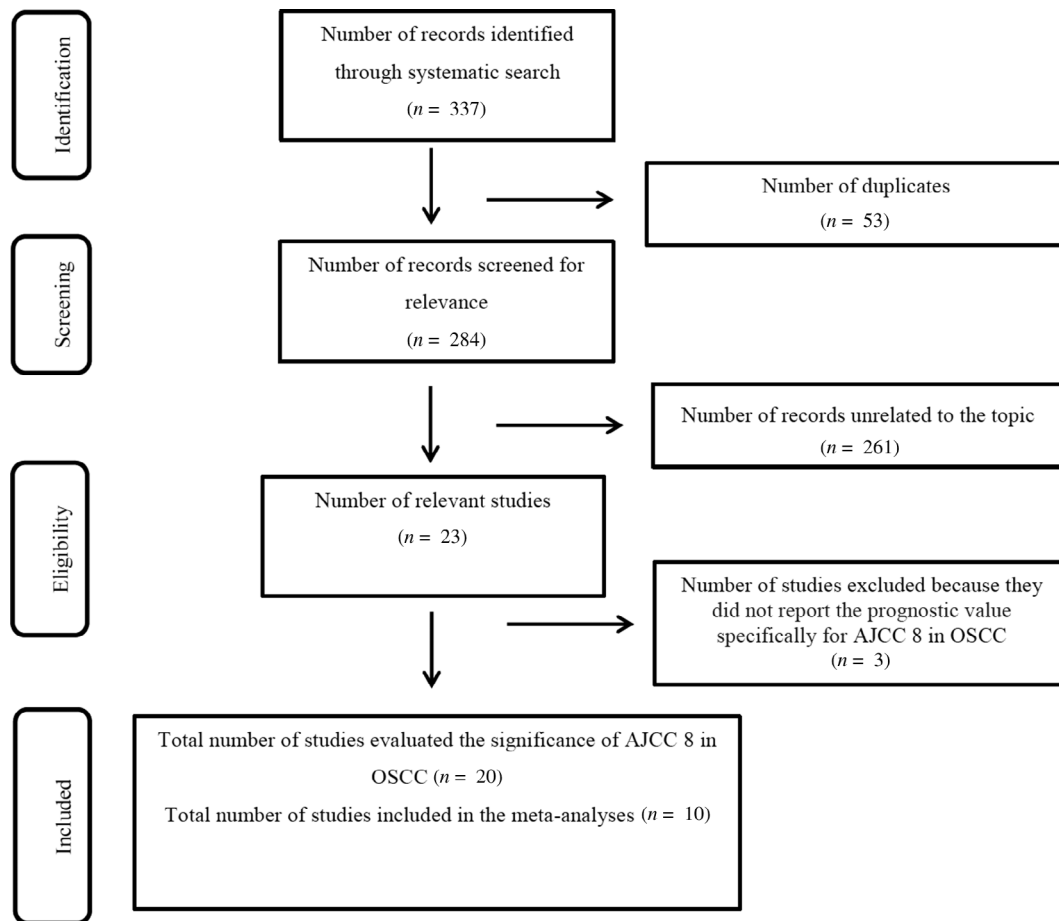 Identification
Number of records identified
through systematic search
(n = 337)
Number of duplicates
(n = 53)
Screening
Number of records screened for
relevance
(n = 284)
Number of records unrelated to the topic
(n = 261)
Eligibility
Number of relevant studies
(n = 23)
Number of studies excluded because they
did not report the prognostic value
specifically for AJCC 8 in OSCC
(n = 3)
Included
Total number of studies evaluated the significance of AJCC 8 in
OSCC (n = 20)
Total number of studies included in the meta-analyses (n = 10)